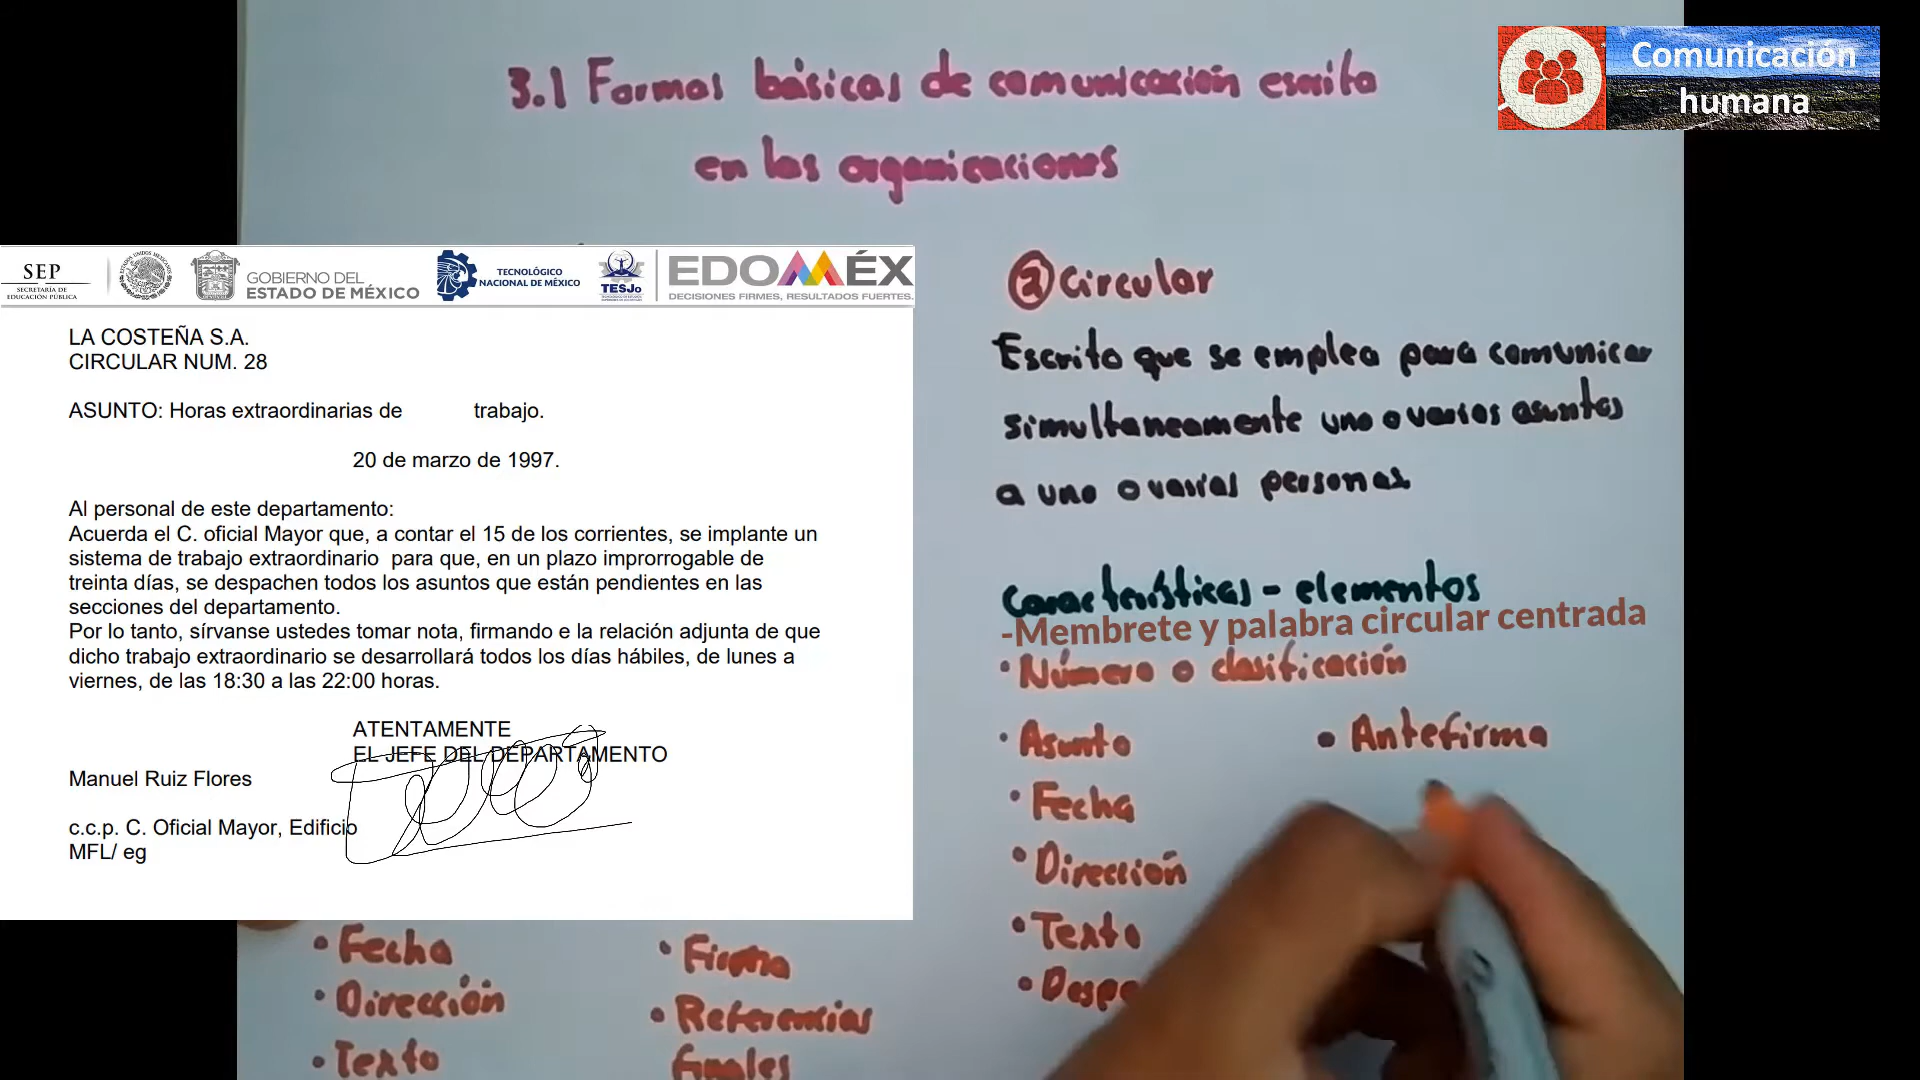 3.1 Formas básicas de comunicación escrita
en las organizaciones
Comunicación
humana
SEP
SECRETARÍA DE
EDUCACIÓN PÚBLICA
ESTADOS UNIDOS MEXICANOS
GOBIERNO DEL
ESTADO DE MÉXICO
TECNOLÓGICO
NACIONAL DE MÉXICO
TESJo
EDOMÉX
DECISIONES FIRMES, RESULTADOS FUERTES.
LA COSTEÑA S.A.
CIRCULAR NUM. 28
ASUNTO: Horas extraordinarias de trabajo.
20 de marzo de 1997.
Al personal de este departamento:
Acuerda el C. oficial Mayor que, a contar el 15 de los corrientes, se implante un
sistema de trabajo extraordinario para que, en un plazo improrrogable de
treinta días, se despachen todos los asuntos que están pendientes en las
secciones del departamento.
Por lo tanto, sírvanse ustedes tomar nota, firmando e la relación adjunta de que
dicho trabajo extraordinario se desarrollará todos los días hábiles, de lunes a
viernes, de las 18:30 a las 22:00 horas.
ATENTAMENTE
EL JEFE DEL DEPARTAMENTO
Manuel Ruiz Flores
c.c.p. C. Oficial Mayor, Edificio
MFL/ eg
• Fecha
• Dirección
• Texto
• Firma
• Referencias
finales
2 Circular
Escrito que se emplea para comunicar
simultaneamente uno o varios asuntos
a una o varias personas
Características - elementos
-Membrete y palabra circular centrada
• Número o clasificación
• Asunto
• Fecha
• Dirección
• Texto
• Despe
• Antefirma